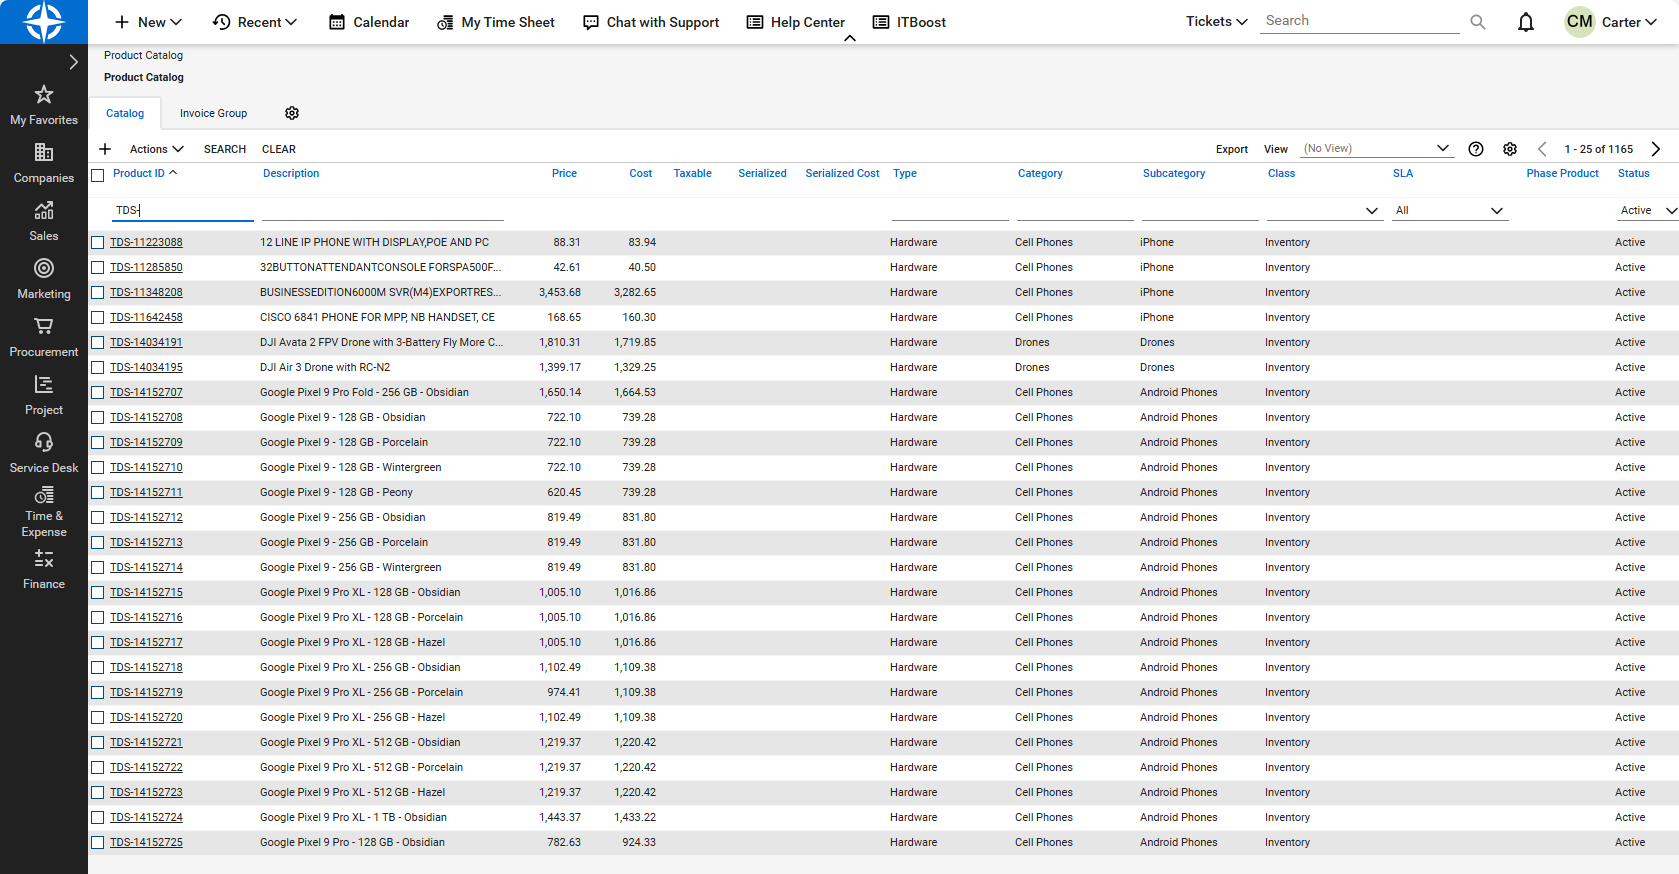 New Recent Calendar My Time Sheet Chat with Support Help Center ITBoost Tickets Search CM Carter
Product Catalog
Product Catalog
Catalog Invoice Group
Actions SEARCH CLEAR Export View (No View) 1 - 25 of 1165
Product ID Description Price Cost Taxable Serialized Serialized Cost Type Category Subcategory Class SLA Phase Product Status
TDS- All Active
TDS-11223088 12 LINE IP PHONE WITH DISPLAY,POE AND PC 88.31 83.94 Hardware Cell Phones iPhone Inventory Active
TDS-11285850 32BUTTONATTENDANTCONSOLE FORSPA500F... 42.61 40.50 Hardware Cell Phones iPhone Inventory Active
TDS-11348208 BUSINESSEDITION6000M SVR(M4)EXPORTRES... 3,453.68 3,282.65 Hardware Cell Phones iPhone Inventory Active
TDS-11642458 CISCO 6841 PHONE FOR MPP, NB HANDSET, CE 168.65 160.30 Hardware Cell Phones iPhone Inventory Active
TDS-14034191 DJI Avata 2 FPV Drone with 3-Battery Fly More C... 1,810.31 1,719.85 Hardware Drones Drones Inventory Active
TDS-14034195 DJI Air 3 Drone with RC-N2 1,399.17 1,329.25 Hardware Drones Drones Inventory Active
TDS-14152707 Google Pixel 9 Pro Fold - 256 GB - Obsidian 1,650.14 1,664.53 Hardware Cell Phones Android Phones Inventory Active
TDS-14152708 Google Pixel 9 - 128 GB - Obsidian 722.10 739.28 Hardware Cell Phones Android Phones Inventory Active
TDS-14152709 Google Pixel 9 - 128 GB - Porcelain 722.10 739.28 Hardware Cell Phones Android Phones Inventory Active
TDS-14152710 Google Pixel 9 - 128 GB - Wintergreen 722.10 739.28 Hardware Cell Phones Android Phones Inventory Active
TDS-14152711 Google Pixel 9 - 128 GB - Peony 620.45 739.28 Hardware Cell Phones Android Phones Inventory Active
TDS-14152712 Google Pixel 9 - 256 GB - Obsidian 819.49 831.80 Hardware Cell Phones Android Phones Inventory Active
TDS-14152713 Google Pixel 9 - 256 GB - Porcelain 819.49 831.80 Hardware Cell Phones Android Phones Inventory Active
TDS-14152714 Google Pixel 9 - 256 GB - Wintergreen 819.49 831.80 Hardware Cell Phones Android Phones Inventory Active
TDS-14152715 Google Pixel 9 Pro XL - 128 GB - Obsidian 1,005.10 1,016.86 Hardware Cell Phones Android Phones Inventory Active
TDS-14152716 Google Pixel 9 Pro XL - 128 GB - Porcelain 1,005.10 1,016.86 Hardware Cell Phones Android Phones Inventory Active
TDS-14152717 Google Pixel 9 Pro XL - 128 GB - Hazel 1,005.10 1,016.86 Hardware Cell Phones Android Phones Inventory Active
TDS-14152718 Google Pixel 9 Pro XL - 256 GB - Obsidian 1,102.49 1,109.38 Hardware Cell Phones Android Phones Inventory Active
TDS-14152719 Google Pixel 9 Pro XL - 256 GB - Porcelain 974.41 1,109.38 Hardware Cell Phones Android Phones Inventory Active
TDS-14152720 Google Pixel 9 Pro XL - 256 GB - Hazel 1,102.49 1,109.38 Hardware Cell Phones Android Phones Inventory Active
TDS-14152721 Google Pixel 9 Pro XL - 512 GB - Obsidian 1,219.37 1,220.42 Hardware Cell Phones Android Phones Inventory Active
TDS-14152722 Google Pixel 9 Pro XL - 512 GB - Porcelain 1,219.37 1,220.42 Hardware Cell Phones Android Phones Inventory Active
TDS-14152723 Google Pixel 9 Pro XL - 512 GB - Hazel 1,219.37 1,220.42 Hardware Cell Phones Android Phones Inventory Active
TDS-14152724 Google Pixel 9 Pro XL - 1 TB - Obsidian 1,443.37 1,433.22 Hardware Cell Phones Android Phones Inventory Active
TDS-14152725 Google Pixel 9 Pro - 128 GB - Obsidian 782.63 924.33 Hardware Cell Phones Android Phones Inventory Active
My Favorites
Companies
Sales
Marketing
Procurement
Project
Service Desk
Time &
Expense
Finance